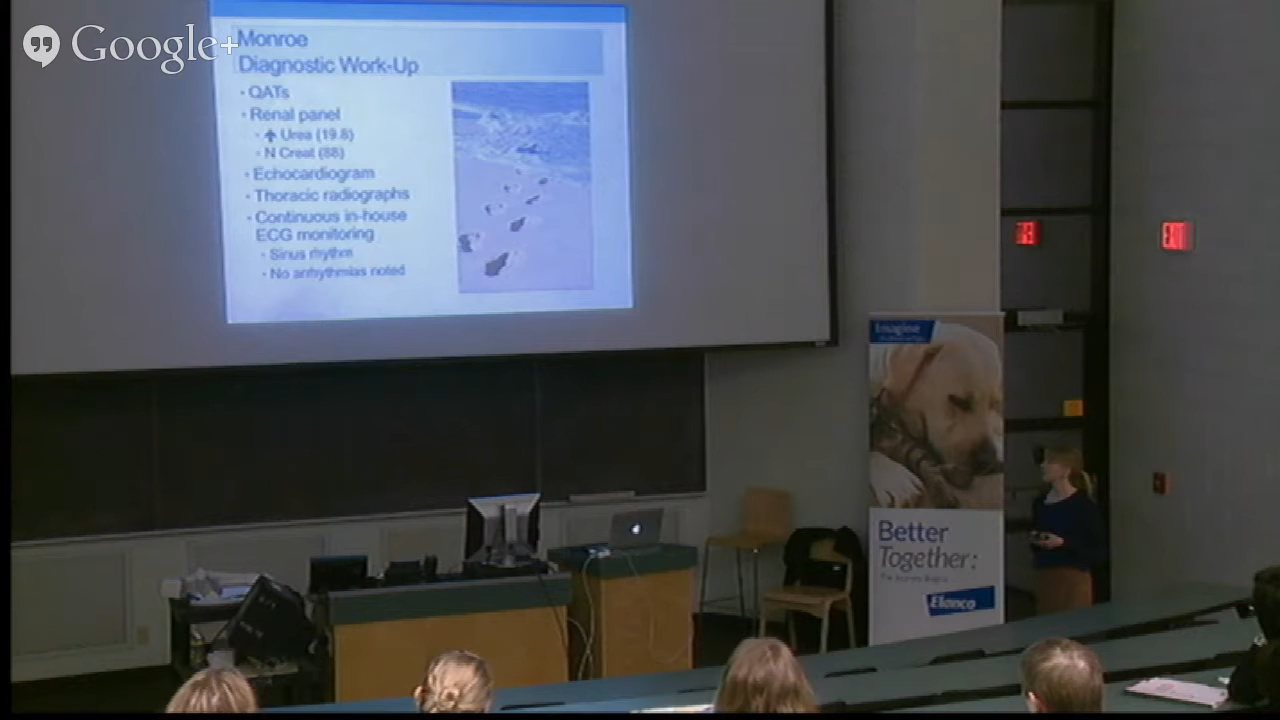 Google+
Monroe
Diagnostic Work-Up
• QATs
• Renal panel
• ↑ Urea (19.8)
• N Creat (88)
• Echocardiogram
• Thoracic radiographs
• Continuous in-house
ECG monitoring
• Sinus rhythm
• No arrhythmias noted
EXIT
Imagine
Better
Together:
Elanco